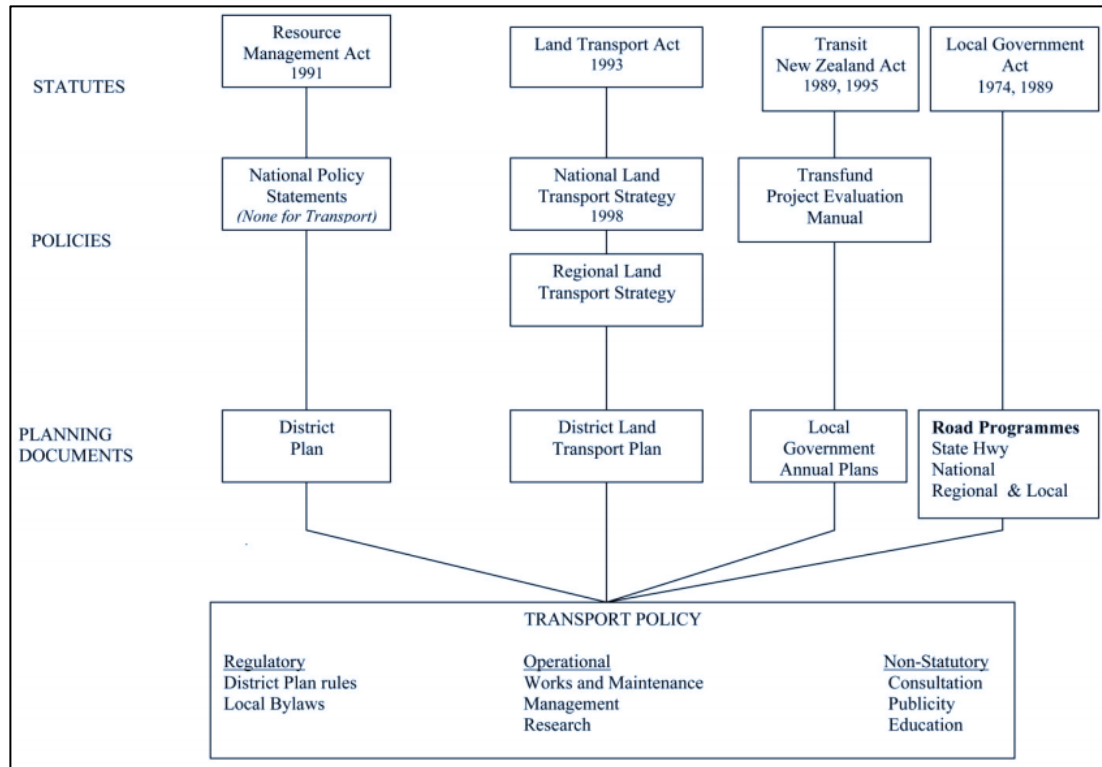 STATUTES
Resource
Management Act
1991
Land Transport Act
1993
Transit
New Zealand Act
1989, 1995
Local Government
Act
1974, 1989
POLICIES
National Policy
Statements
(None for Transport)
National Land
Transport Strategy
1998
Transfund
Project Evaluation
Manual
Regional Land
Transport Strategy
PLANNING
DOCUMENTS
District
Plan
District Land
Transport Plan
Local
Government
Annual Plans
Road Programmes
State Hwy
National
Regional & Local
TRANSPORT POLICY
Regulatory
District Plan rules
Local Bylaws
Operational
Works and Maintenance
Management
Research
Non-Statutory
Consultation
Publicity
Education